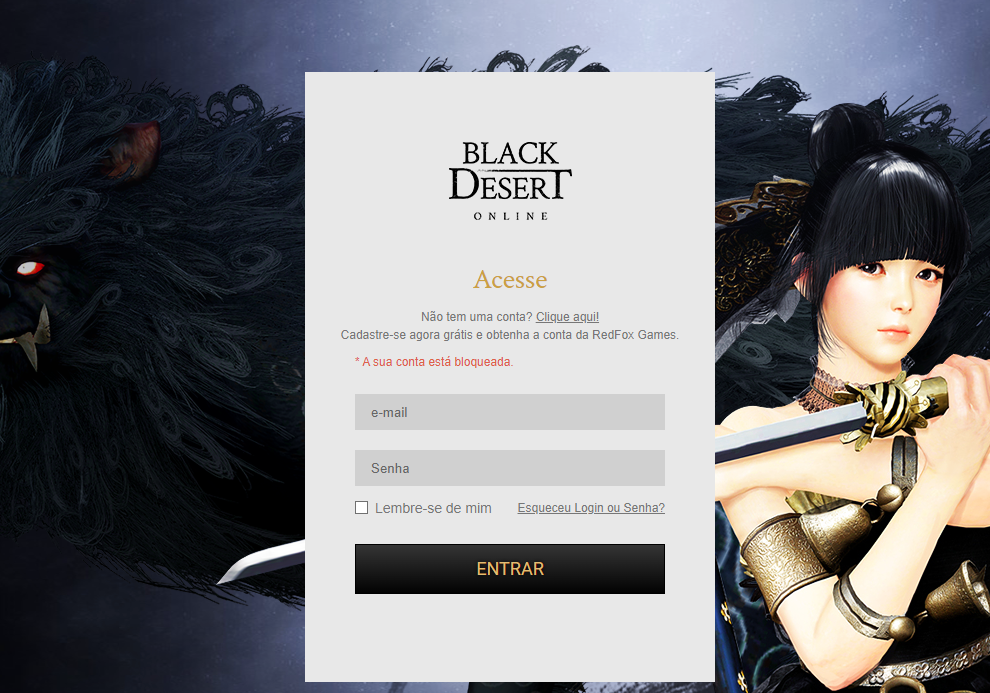 BLACK
DESERT
ONLINE
Acesse
Não tem uma conta? Clique aqui!
Cadastre-se agora grátis e obtenha a conta da RedFox Games.
* A sua conta está bloqueada.
e-mail
Senha
Lembre-se de mim Esqueceu Login ou Senha?
ENTRAR